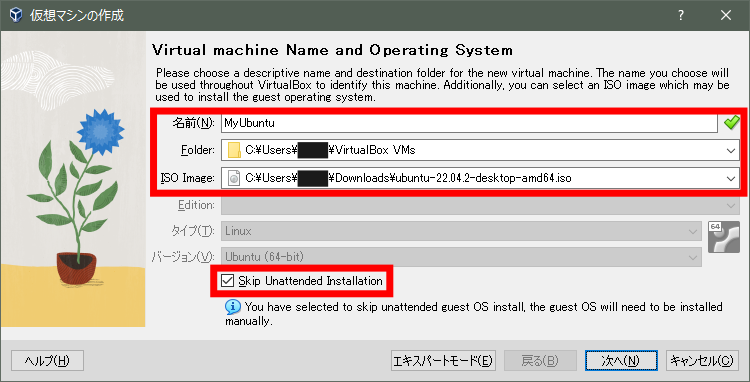 仮想マシンの作成
Virtual machine Name and Operating System
Please choose a descriptive name and destination folder for the new virtual machine. The name you choose will
be used throughout VirtualBox to identify this machine. Additionally, you can select an ISO image which may be
used to install the guest operating system.
名前(N): MyUbuntu
Folder: C:¥Users¥ ¥VirtualBox VMs
ISO Image: C:¥Users¥ ¥Downloads¥ubuntu-22.04.2-desktop-amd64.iso
Edition:
タイプ(T): Linux
64
バージョン(V): Ubuntu (64-bit)
Skip Unattended Installation
You have selected to skip unattended guest OS install, the guest OS will need to be installed
manually.
ヘルプ(H) エキスパートモード(E) 戻る(B) 次へ(N) キャンセル(C)